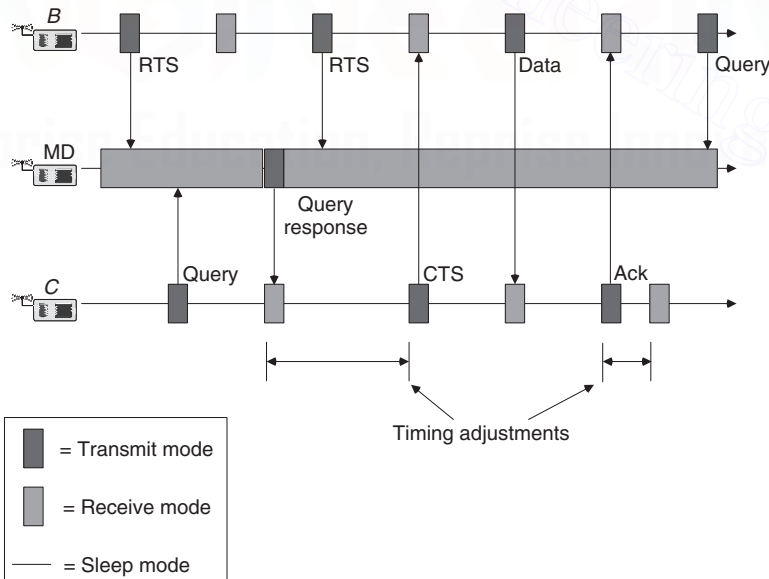 B
RTS
RTS
Data
Query
MD
Query
response
C
Query
CTS
Ack
Timing adjustments
= Transmit mode
= Receive mode
= Sleep mode